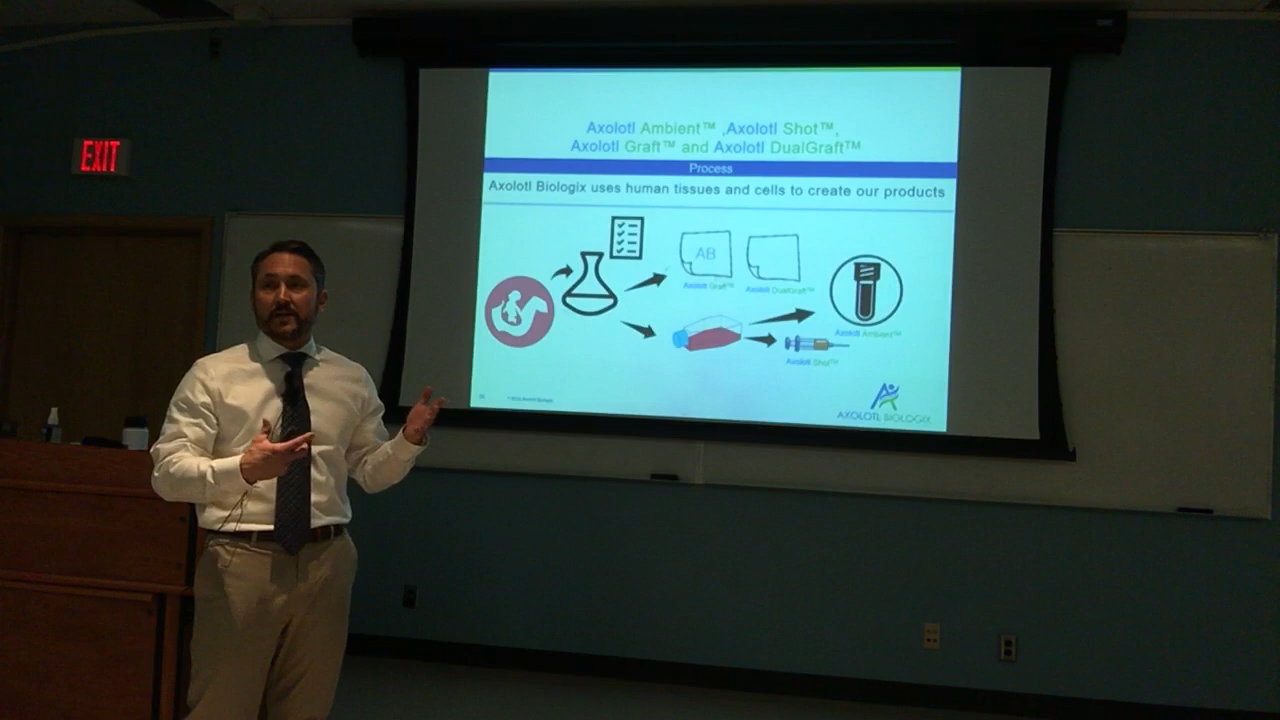 EXIT
Axolotl Ambient™ ,Axolotl Shot™,
Axolotl Graft™ and Axolotl DualGraft™
Process
Axolotl Biologix uses human tissues and cells to create our products
AB
Axolotl Graft™
Axolotl DualGraft™
Axolotl Ambient™
Axolotl Shot™
AXOLOTL BIOLOGIX